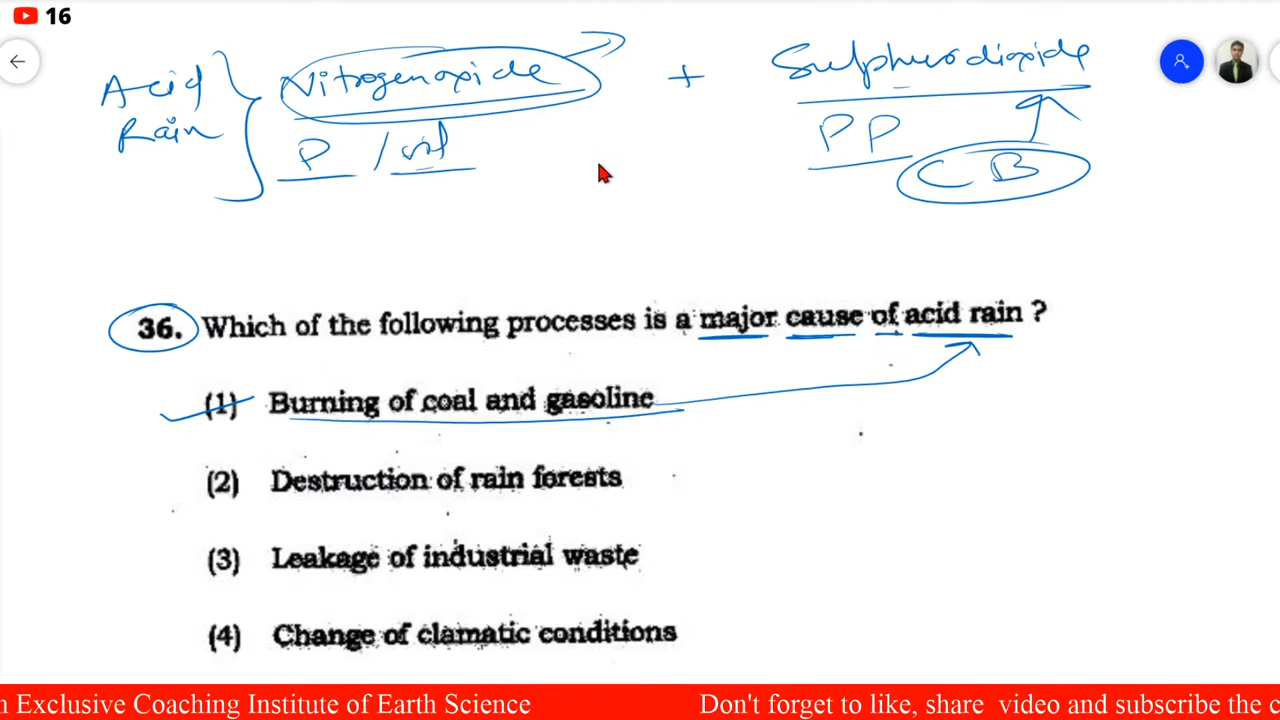 16
Acid Rain } Nitrogenoxide + Sulphurodioxide
P / oil PP
CB
36. Which of the following processes is a major cause of acid rain ?
(1) Burning of coal and gasoline
(2) Destruction of rain forests
(3) Leakage of industrial waste
(4) Change of clamatic conditions
n Exclusive Coaching Institute of Earth Science Don't forget to like, share video and subscribe the c